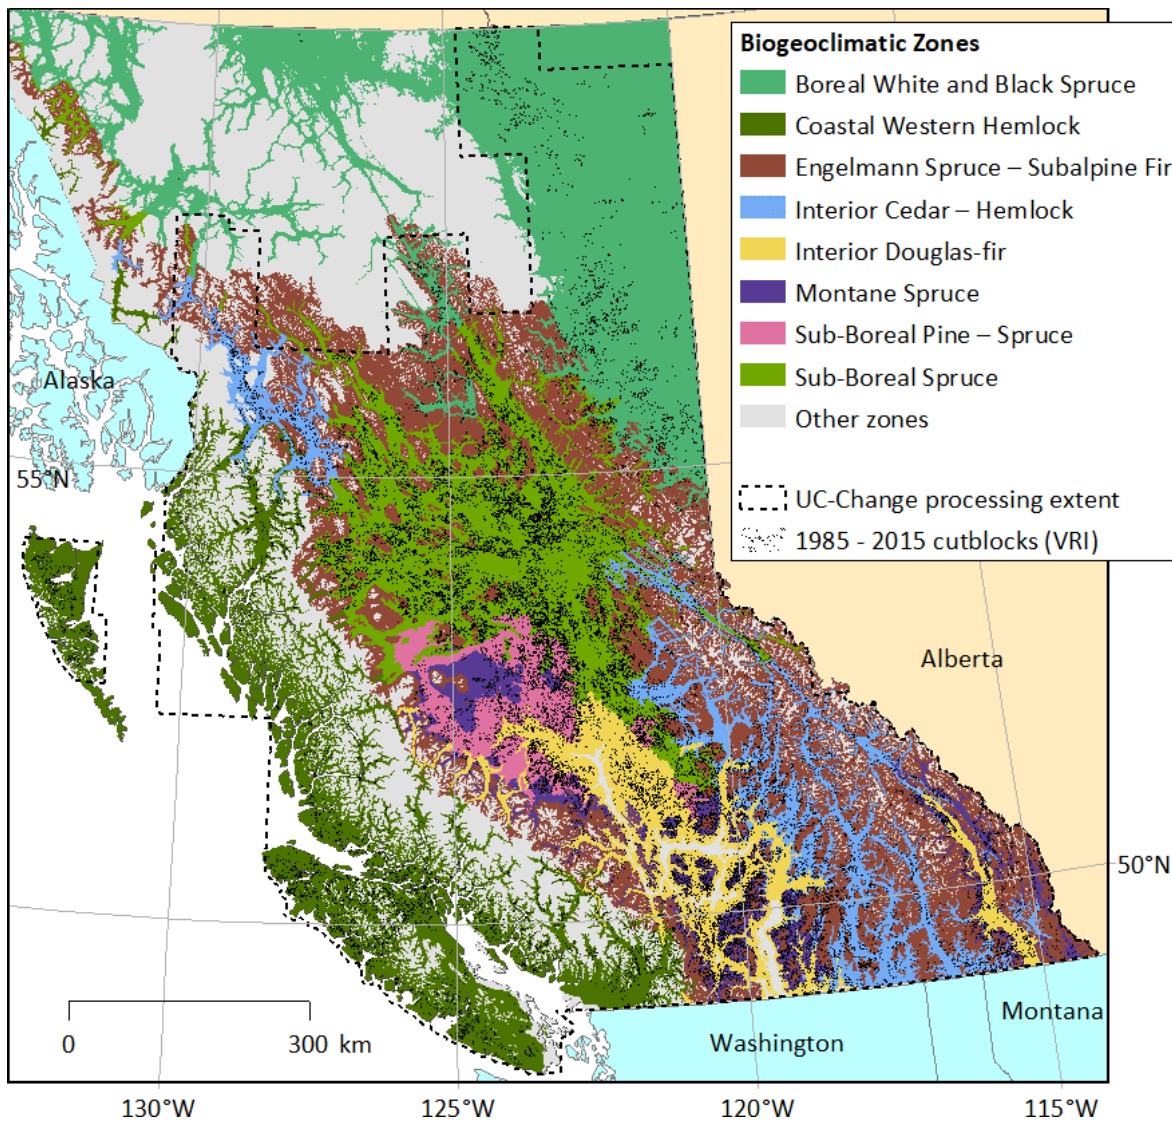 Biogeoclimatic Zones
Boreal White and Black Spruce
Coastal Western Hemlock
Engelmann Spruce – Subalpine Fir
Interior Cedar – Hemlock
Interior Douglas-fir
Montane Spruce
Sub-Boreal Pine – Spruce
Sub-Boreal Spruce
Other zones
UC-Change processing extent
1985 - 2015 cutblocks (VRI)
Alaska
55°N
Alberta
50°N
Montana
Washington
0 300 km
130°W 125°W 120°W 115°W